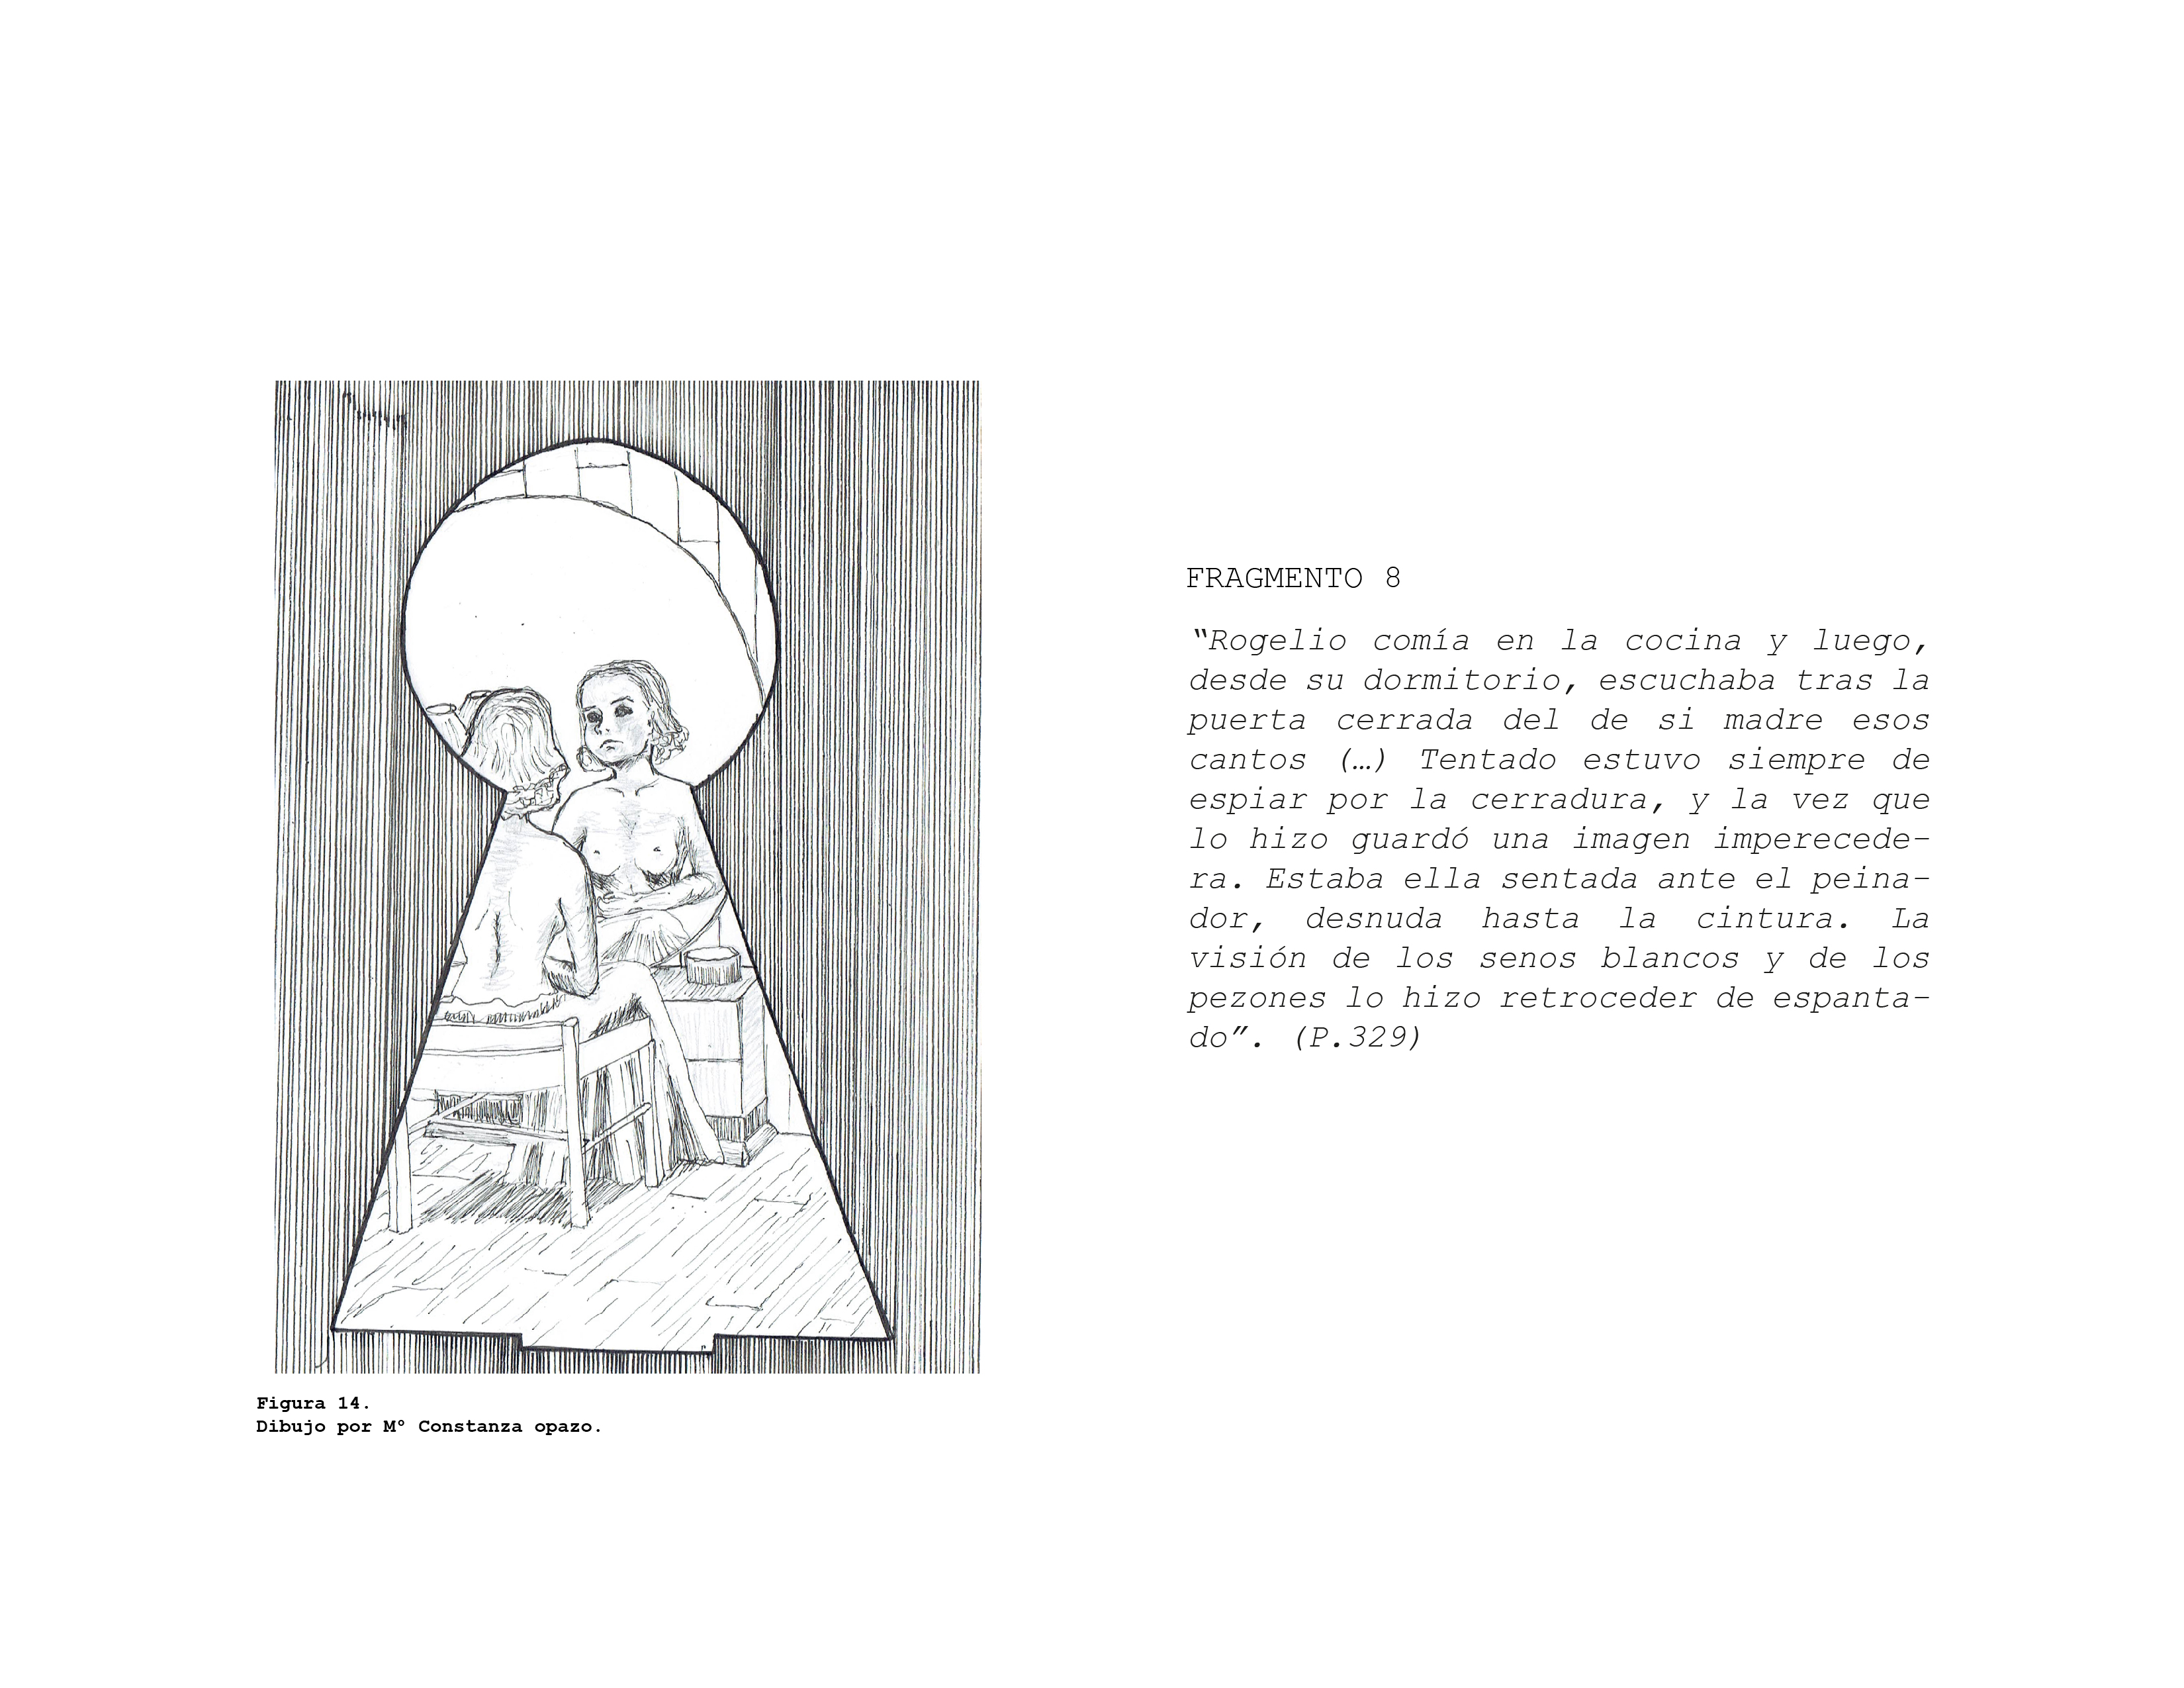 FRAGMENTO 8
“Rogelio comía en la cocina y luego,
desde su dormitorio, escuchaba tras la
puerta cerrada del de si madre esos
cantos (…) Tentado estuvo siempre de
espiar por la cerradura, y la vez que
lo hizo guardó una imagen imperecede-
ra. Estaba ella sentada ante el peina-
dor, desnuda hasta la cintura. La
visión de los senos blancos y de los
pezones lo hizo retroceder de espanta-
do”. (P.329)
Figura 14.
Dibujo por Mº Constanza opazo.